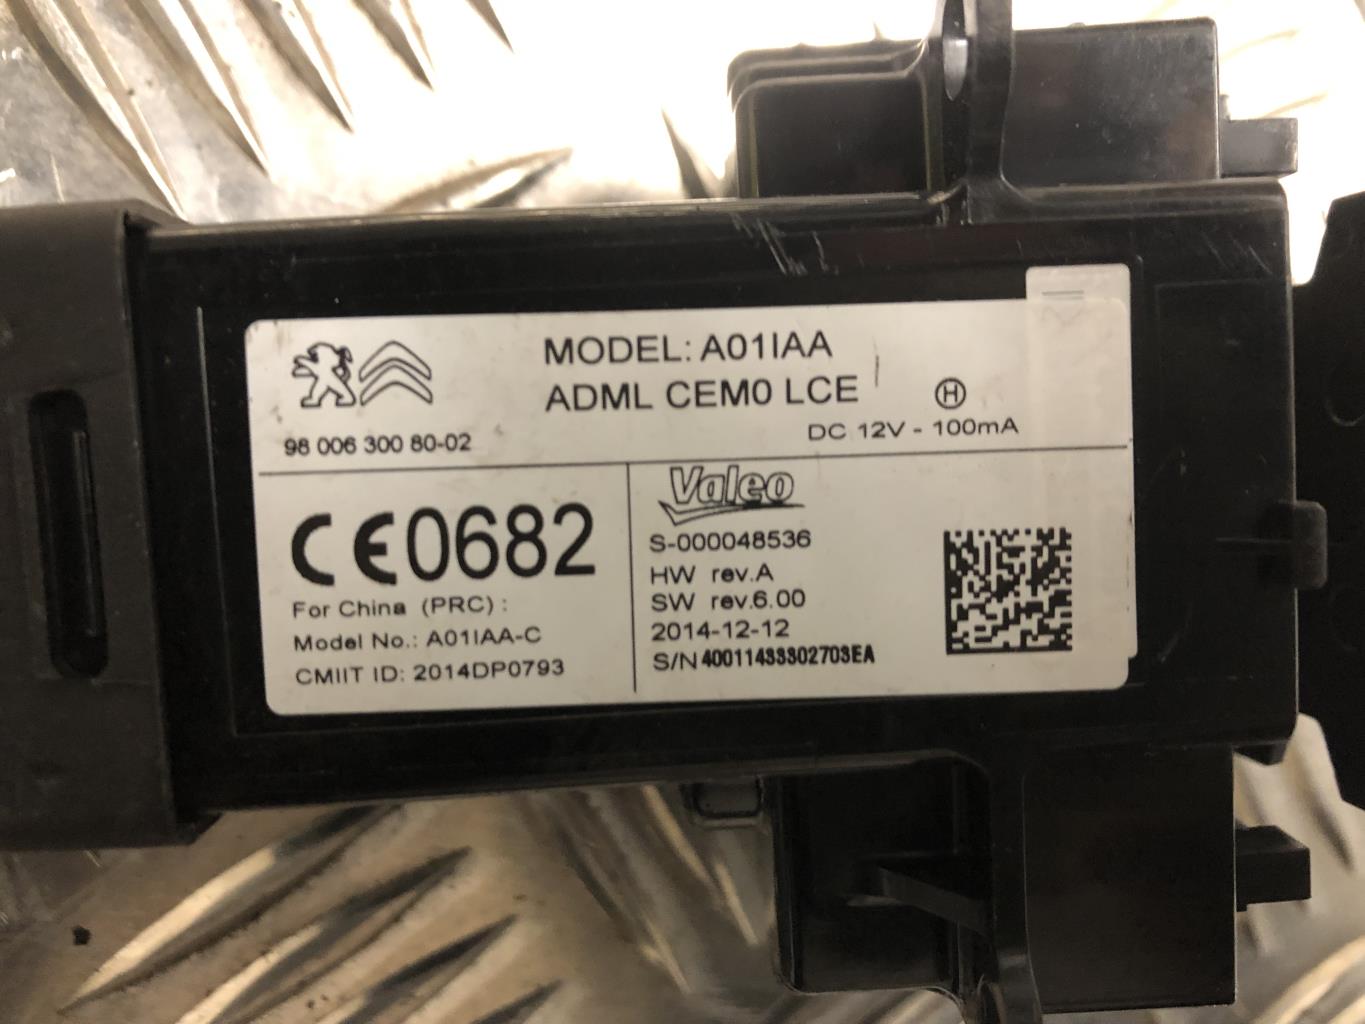 MODEL: A01IAA
ADML CEM0 LCE
H
DC 12V - 100mA
98 006 300 80-02
CE0682
For China (PRC) :
Model No.: A01IAA-C
CMIIT ID: 2014DP0793
Valeo
S-000048536
HW rev.A
SW rev.6.00
2014-12-12
S/N 40011433302703EA